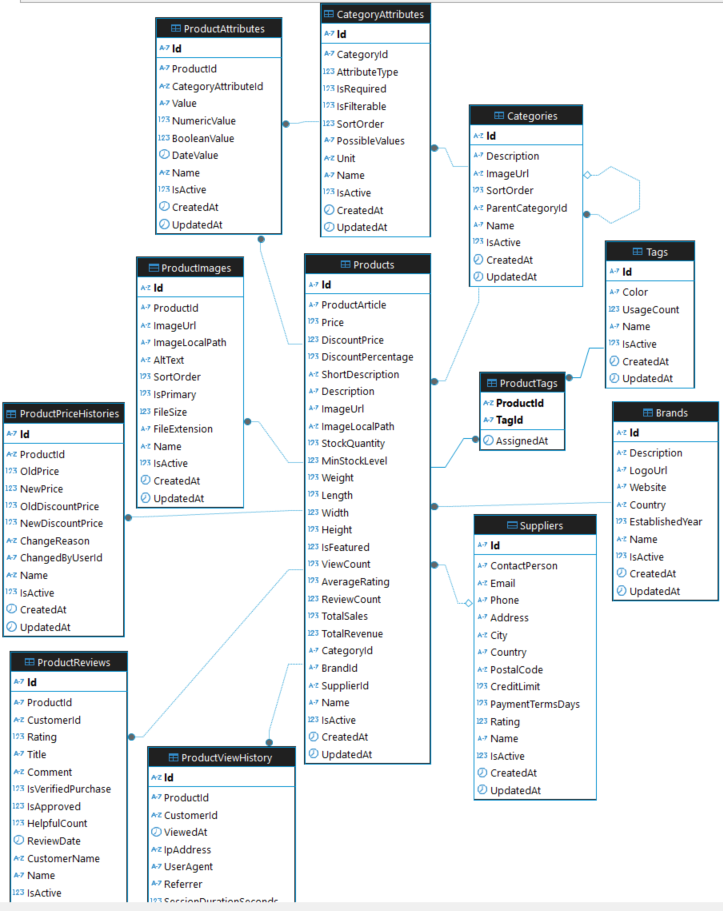 ProductAttributes
Id
ProductId
CategoryAttributeId
Value
NumericValue
BooleanValue
DateValue
Name
IsActive
CreatedAt
UpdatedAt
CategoryAttributes
Id
CategoryId
AttributeType
IsRequired
IsFilterable
SortOrder
PossibleValues
Unit
Name
IsActive
CreatedAt
UpdatedAt
Categories
Id
Description
ImageUrl
SortOrder
ParentCategoryId
Name
IsActive
CreatedAt
UpdatedAt
Tags
Id
Color
UsageCount
Name
IsActive
CreatedAt
UpdatedAt
ProductImages
Id
ProductId
ImageUrl
ImageLocalPath
AltText
SortOrder
IsPrimary
FileSize
FileExtension
Name
IsActive
CreatedAt
UpdatedAt
Products
Id
ProductArticle
Price
DiscountPrice
DiscountPercentage
ShortDescription
Description
ImageUrl
ImageLocalPath
StockQuantity
MinStockLevel
Weight
Length
Width
Height
IsFeatured
ViewCount
AverageRating
ReviewCount
TotalSales
TotalRevenue
CategoryId
BrandId
SupplierId
Name
IsActive
CreatedAt
UpdatedAt
ProductTags
ProductId
TagId
AssignedAt
Brands
Id
Description
LogoUrl
Website
Country
EstablishedYear
Name
IsActive
CreatedAt
UpdatedAt
ProductPriceHistories
Id
ProductId
OldPrice
NewPrice
OldDiscountPrice
NewDiscountPrice
ChangeReason
ChangedByUserId
Name
IsActive
CreatedAt
UpdatedAt
Suppliers
Id
ContactPerson
Email
Phone
Address
City
Country
PostalCode
CreditLimit
PaymentTermsDays
Rating
Name
IsActive
CreatedAt
UpdatedAt
ProductReviews
Id
ProductId
CustomerId
Rating
Title
Comment
IsVerifiedPurchase
IsApproved
HelpfulCount
ReviewDate
CustomerName
Name
IsActive
ProductViewHistory
Id
ProductId
CustomerId
ViewedAt
IpAddress
UserAgent
Referrer
SessionDurationSeconds